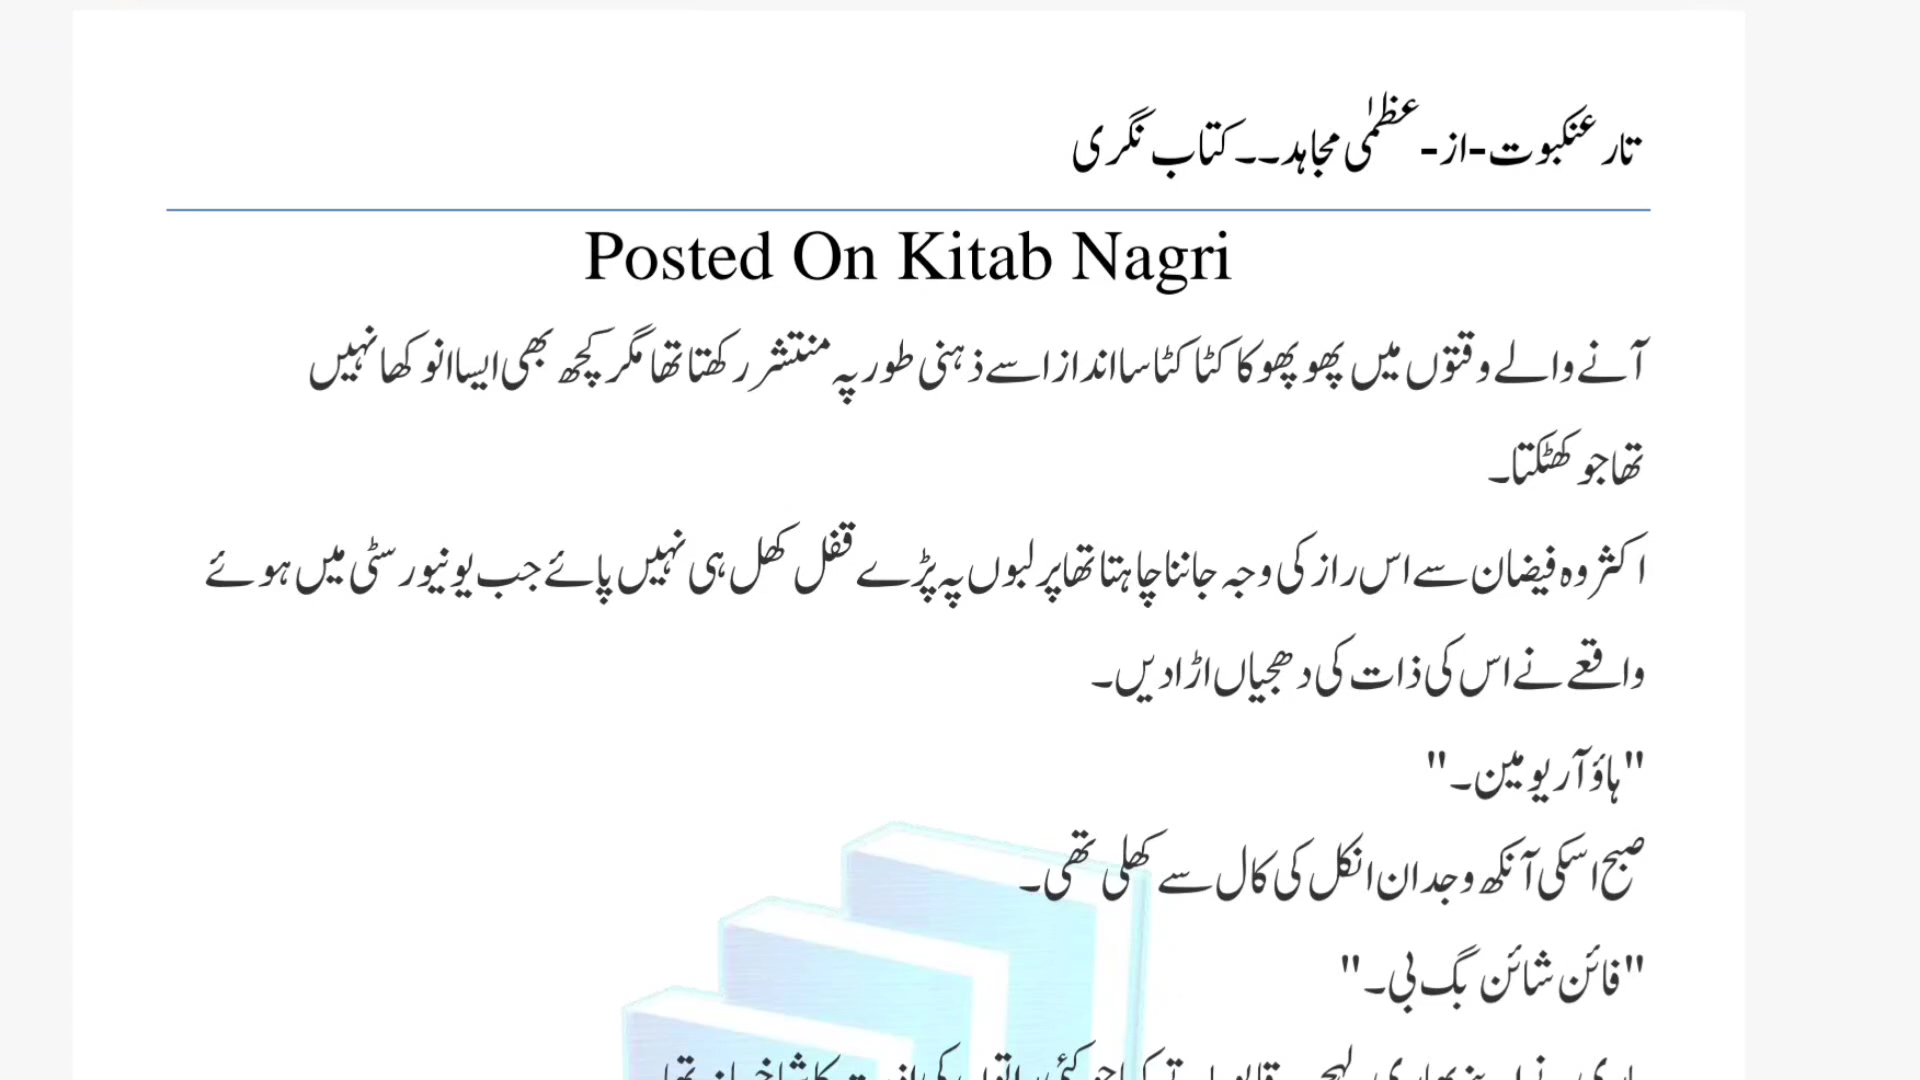 تار عنکبوت-از-عظمٰی مجاہد۔۔کتاب نگری
Posted On Kitab Nagri
آنے والے وقتوں میں پھوپھو کا کٹا کٹا سا انداز اسے ذہنی طور پہ منتشر رکھتا تھا مگر کچھ بھی ایسا انوکھا نہیں
تھا جو کھٹکتا۔
اکثر وہ فیضان سے اس راز کی وجہ جاننا چاہتا تھا پر لبوں پہ پڑے قفل کھل ہی نہیں پائے جب یونیورسٹی میں ہوئے
واقعے نے اس کی ذات کی دھجیاں اڑا دیں۔
"ہاؤ آر یو مین۔"
صبح اسکی آنکھ وجدان انکل کی کال سے کھلی تھی۔
"فائن شائن بگ بی۔"